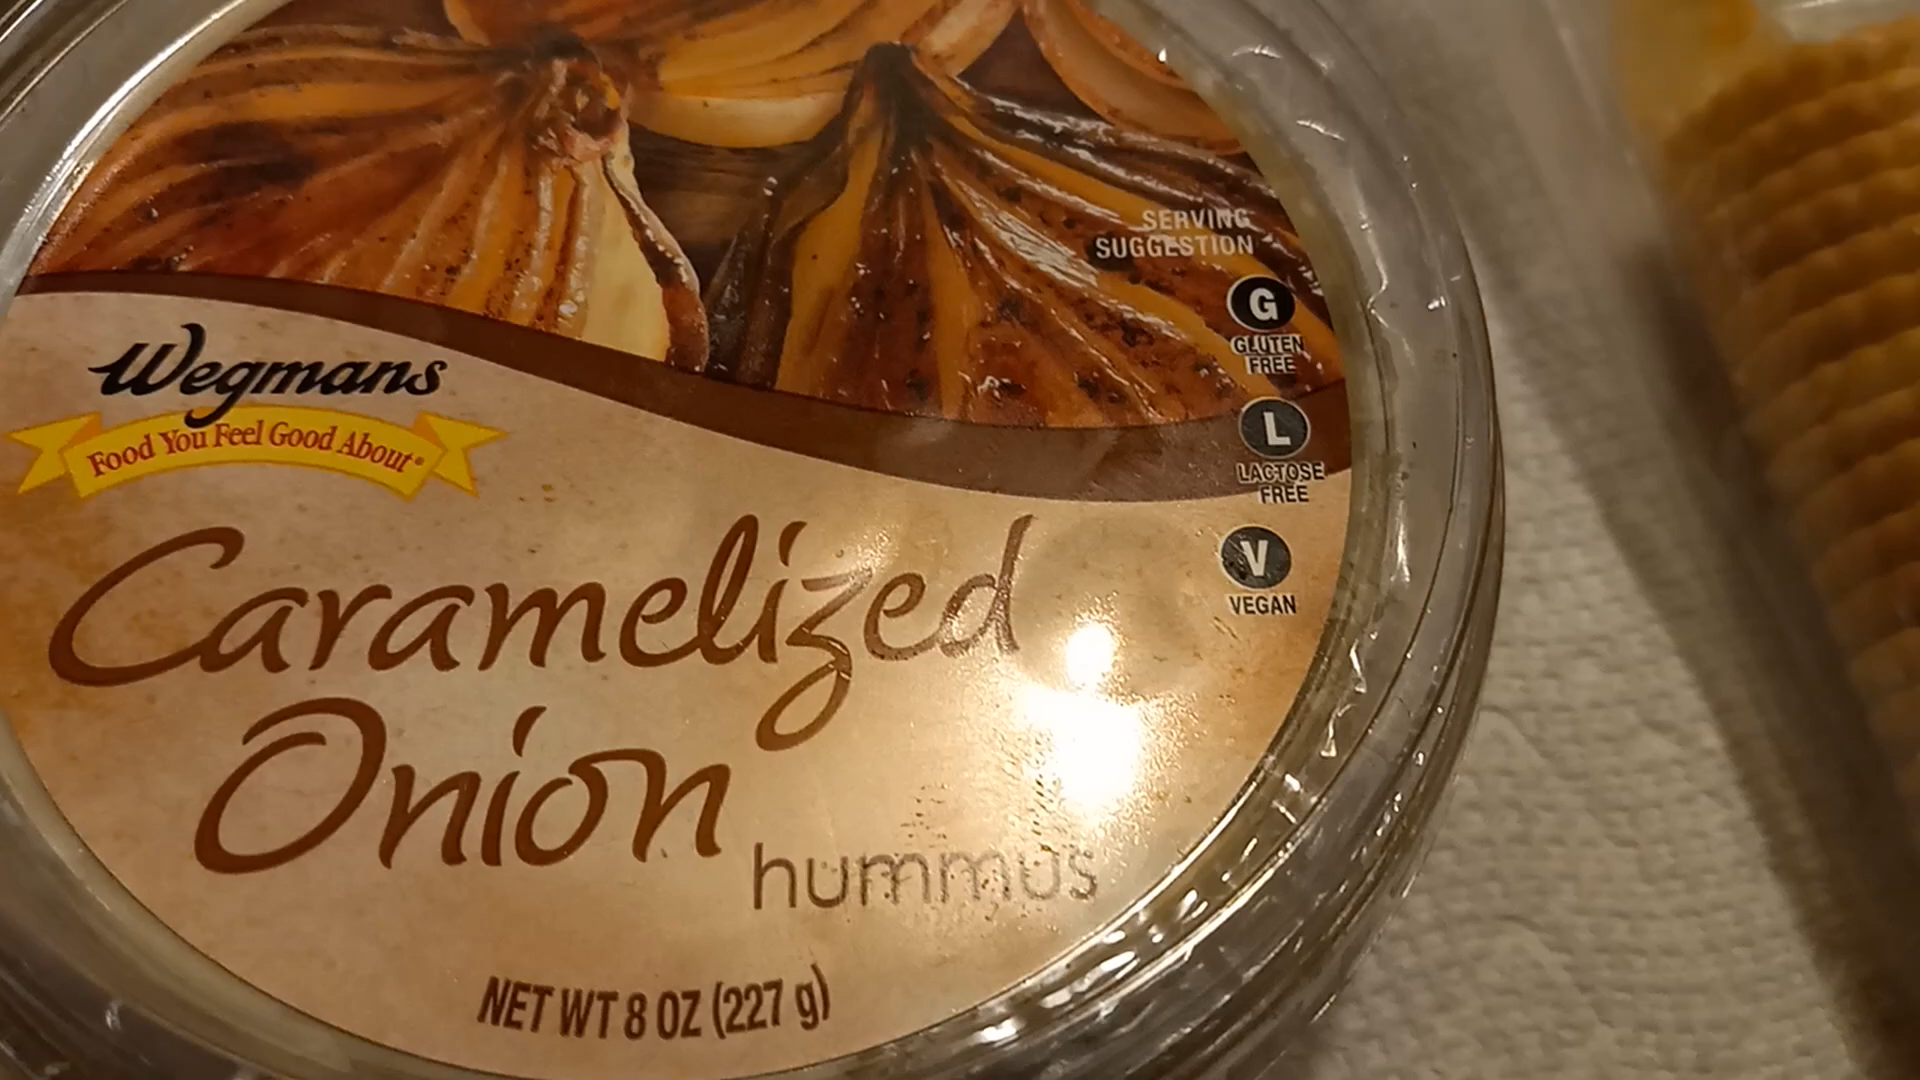 SERVING
SUGGESTION
G
GLUTEN
FREE
L
LACTOSE
FREE
V
VEGAN
Wegmans
Food You Feel Good About®
Caramelized
Onion
hummus
NET WT 8 OZ (227 g)